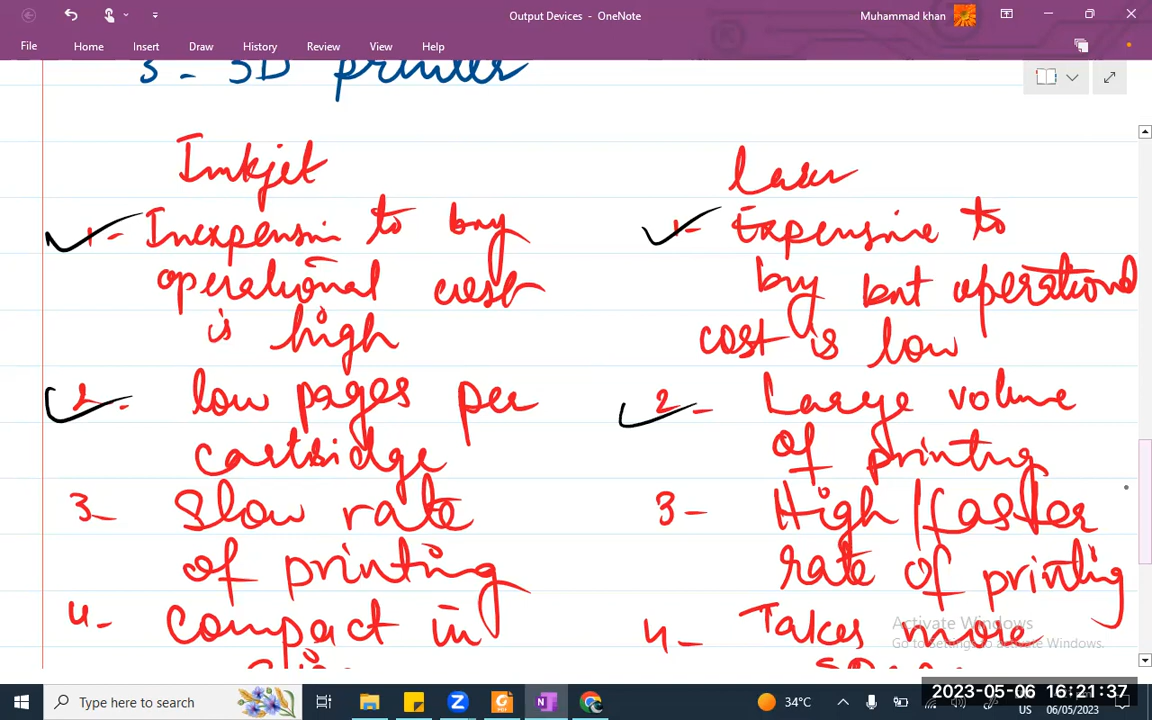 Output Devices - OneNote
Muhammad khan
File Home Insert Draw History Review View Help
3 - 3D printer
Inkjet
1- Inexpensive to buy
operational cost
is high
2- low pages per
cartridge
3- Slow rate
of printing
4- compact in
laser
1- Expensive to
buy but operational
cost is low
2- Large volume
of printing
3- High/faster
rate of printing
4- Takes more
Activate Windows
Go to Settings to activate Windows.
Type here to search
34°C
2023-05-06 16:21:37
US 06/05/2023